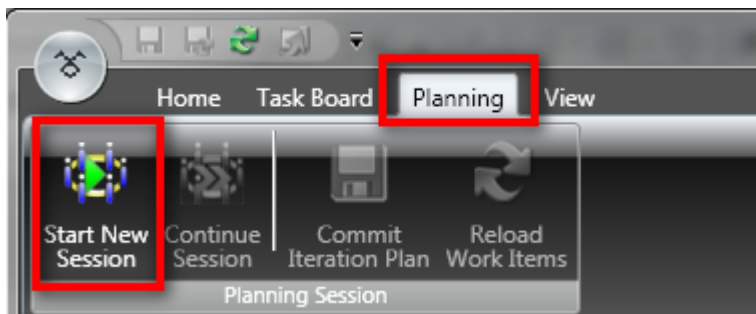 Home Task Board Planning View
Start New Continue Commit Reload
Session Session Iteration Plan Work Items
Planning Session